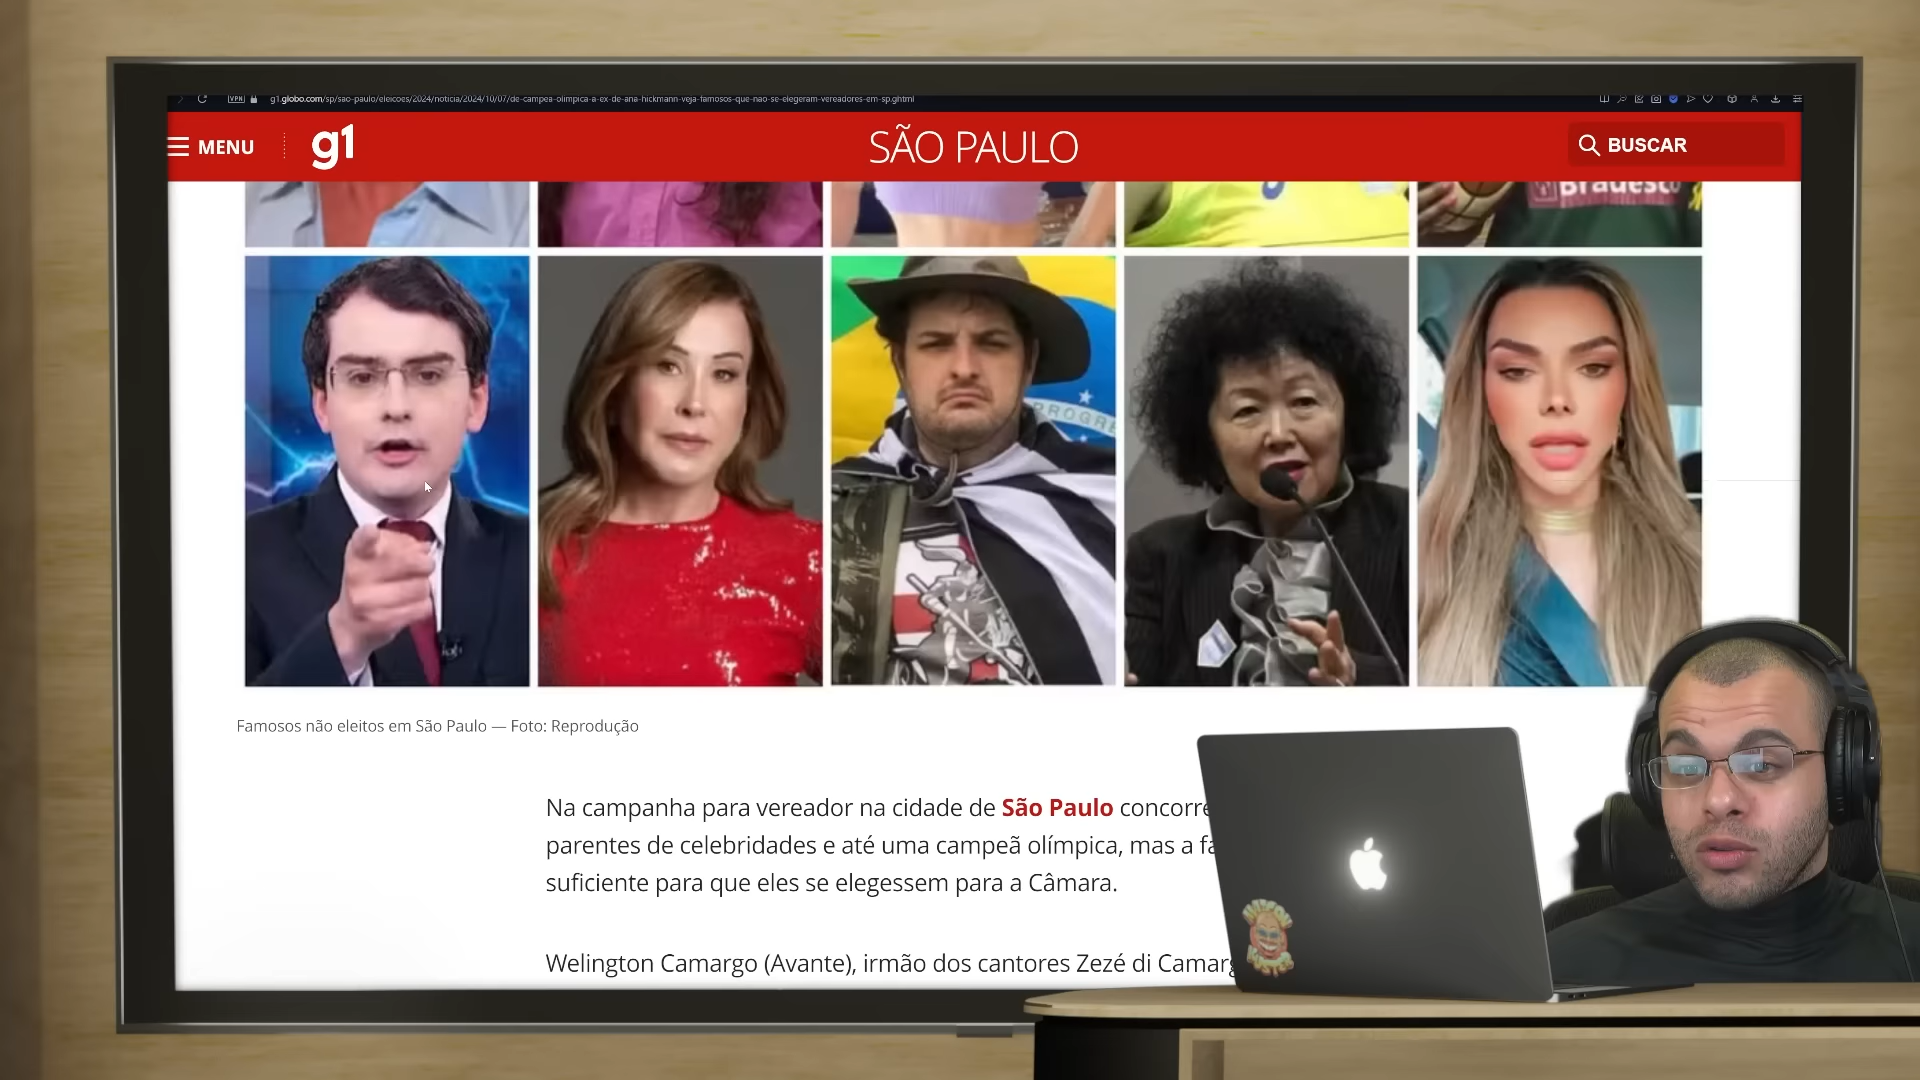 g1.globo.com/sp/sao-paulo/eleicoes/2024/noticia/2024/10/07/de-campea-olimpica-a-ex-de-ana-hickmann-veja-famosos-que-nao-se-elegeram-vereadores-em-sp.ghtml
VPN
MENU
g1
SÃO PAULO
BUSCAR
Bradesco
PROGRE
Famosos não eleitos em São Paulo — Foto: Reprodução
Na campanha para vereador na cidade de São Paulo concorre
parentes de celebridades e até uma campeã olímpica, mas a fa
suficiente para que eles se elegessem para a Câmara.
Welington Camargo (Avante), irmão dos cantores Zezé di Camarg